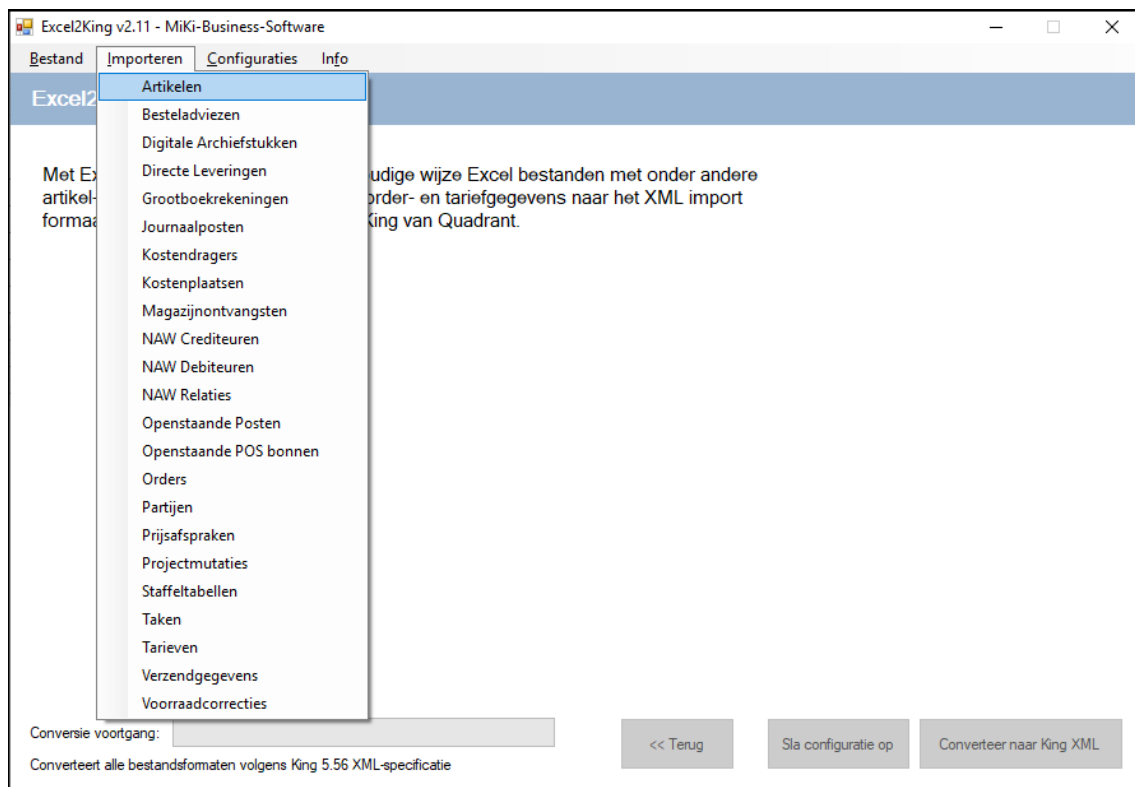 Excel2King v2.11 - MiKi-Business-Software
Bestand Importeren Configuraties Info
Excel2
Artikelen
Besteladviezen
Digitale Archiefstukken
Directe Leveringen
Grootboekrekeningen
Journaalposten
Kostendragers
Kostenplaatsen
Magazijnontvangsten
NAW Crediteuren
NAW Debiteuren
NAW Relaties
Openstaande Posten
Openstaande POS bonnen
Orders
Partijen
Prijsafspraken
Projectmutaties
Staffeltabellen
Taken
Tarieven
Verzendgegevens
Voorraadcorrecties
Met Ex udige wijze Excel bestanden met onder andere
artikel- order- en tariefgegevens naar het XML import
formaa King van Quadrant.
Conversie voortgang:
<< Terug
Sla configuratie op
Converteer naar King XML
Converteert alle bestandsformaten volgens King 5.56 XML-specificatie